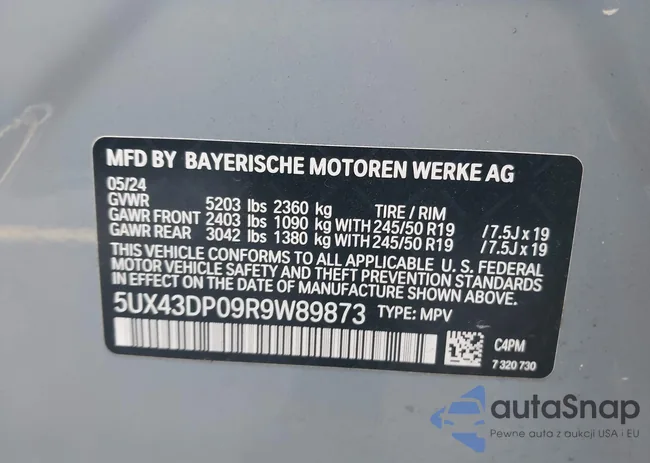 MFD BY BAYERISCHE MOTOREN WERKE AG
05/24
GVWR 5203 lbs 2360 kg TIRE / RIM
GAWR FRONT 2403 lbs 1090 kg WITH 245/50 R19 /7.5J x 19
GAWR REAR 3042 lbs 1380 kg WITH 245/50 R19 /7.5J x 19
THIS VEHICLE CONFORMS TO ALL APPLICABLE U. S. FEDERAL
MOTOR VEHICLE SAFETY AND THEFT PREVENTION STANDARDS
IN EFFECT ON THE DATE OF MANUFACTURE SHOWN ABOVE.
5UX43DP09R9W89873 TYPE: MPV
C4PM
7 320 730
autaSnap
Pewne auta z aukcji USA i EU